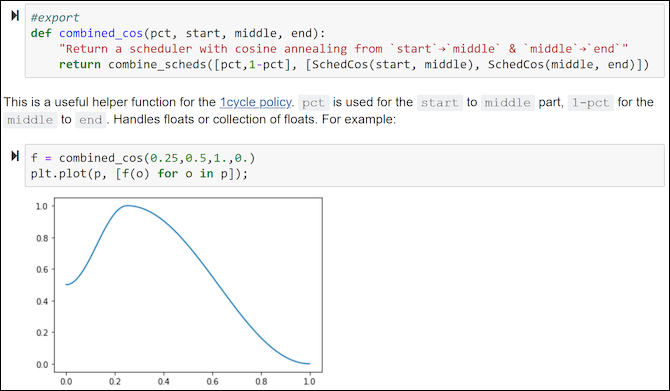 #export
def combined_cos(pct, start, middle, end):
    "Return a scheduler with cosine annealing from `start`→`middle` & `middle`→`end`"
    return combine_scheds([pct,1-pct], [SchedCos(start, middle), SchedCos(middle, end)])
This is a useful helper function for the 1cycle policy. pct is used for the start to middle part, 1-pct for the
middle to end. Handles floats or collection of floats. For example:
f = combined_cos(0.25,0.5,1.,0.)
plt.plot(p, [f(o) for o in p]);
1.0
0.8
0.6
0.4
0.2
0.0
0.0 0.2 0.4 0.6 0.8 1.0